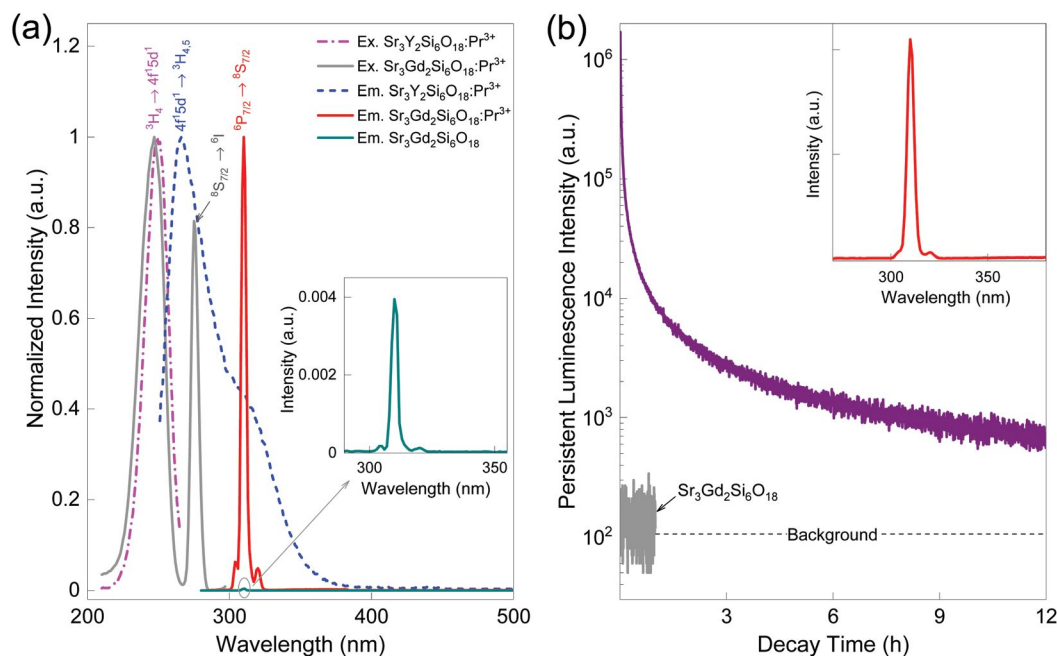 (a)
Normalized Intensity (a.u.)
1.2
1
0.8
0.6
0.4
0.2
0
200
300
400
500
Wavelength (nm)
³H₄ → 4f¹5d¹
4f¹5d¹ → ³H₄,₅
⁸S₇/₂ → ⁶I
⁶P₇/₂ → ⁸S₇/₂
Ex. Sr₃Y₂Si₆O₁₈:Pr³⁺
Ex. Sr₃Gd₂Si₆O₁₈:Pr³⁺
Em. Sr₃Y₂Si₆O₁₈:Pr³⁺
Em. Sr₃Gd₂Si₆O₁₈:Pr³⁺
Em. Sr₃Gd₂Si₆O₁₈
Intensity (a.u.)
0.004
0.002
0
300
350
Wavelength (nm)
(b)
Persistent Luminescence Intensity (a.u.)
10⁶
10⁵
10⁴
10³
10²
3
6
9
12
Decay Time (h)
Intensity (a.u.)
300
350
Wavelength (nm)
Sr₃Gd₂Si₆O₁₈
Background